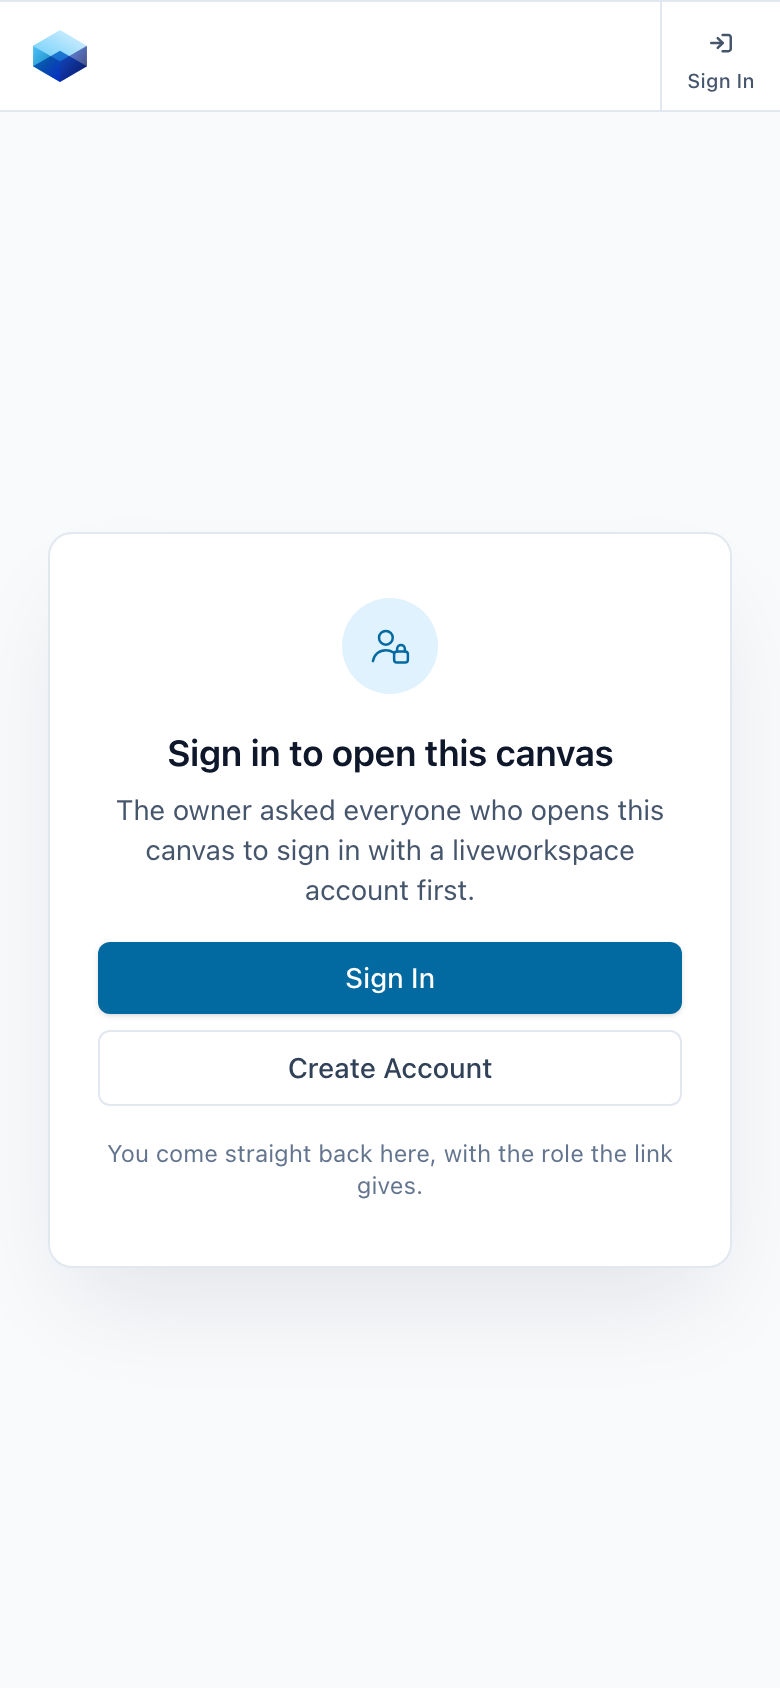 Sign In
Sign in to open this canvas
The owner asked everyone who opens this
canvas to sign in with a liveworkspace
account first.
Sign In
Create Account
You come straight back here, with the role the link
gives.